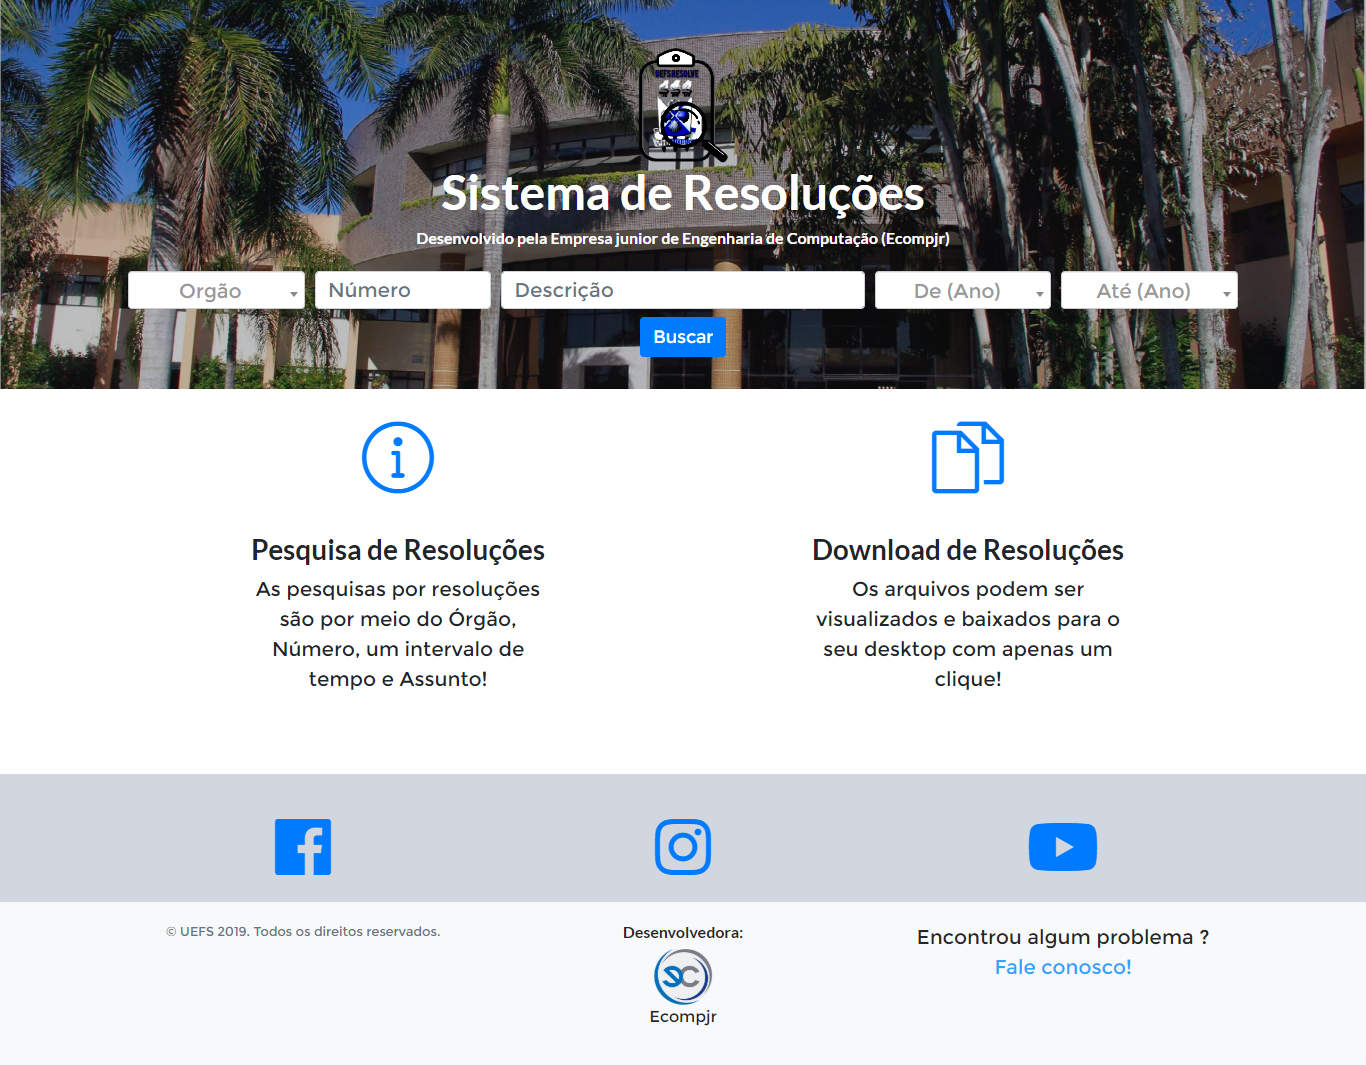 UEFSRESOLVE
Sistema de Resoluções
Desenvolvido pela Empresa junior de Engenharia de Computação (Ecompjr)
Orgão Número Descrição De (Ano) Até (Ano)
Buscar
Pesquisa de Resoluções
As pesquisas por resoluções
são por meio do Órgão,
Número, um intervalo de
tempo e Assunto!
Download de Resoluções
Os arquivos podem ser
visualizados e baixados para o
seu desktop com apenas um
clique!
© UEFS 2019. Todos os direitos reservados.
Desenvolvedora:
Ecompjr
Encontrou algum problema ?
Fale conosco!